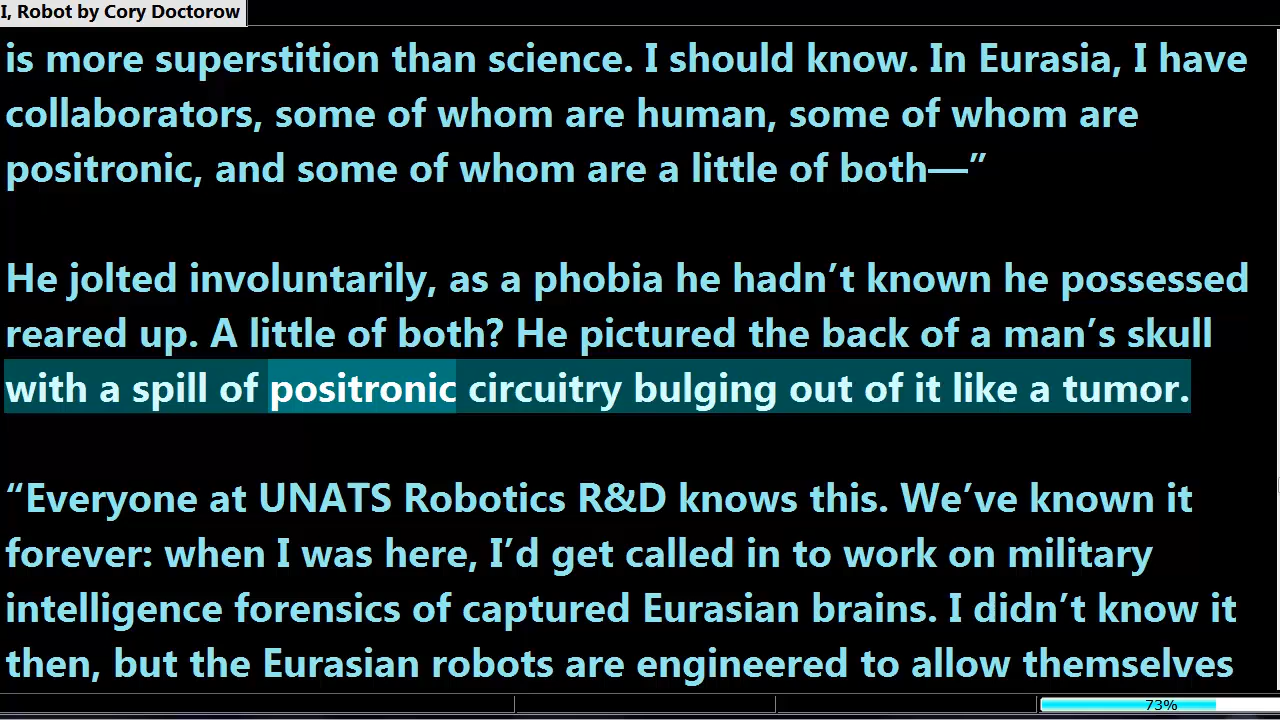 I, Robot by Cory Doctorow
is more superstition than science. I should know. In Eurasia, I have
collaborators, some of whom are human, some of whom are
positronic, and some of whom are a little of both—”
He jolted involuntarily, as a phobia he hadn’t known he possessed
reared up. A little of both? He pictured the back of a man’s skull
with a spill of positronic circuitry bulging out of it like a tumor.
“Everyone at UNATS Robotics R&D knows this. We’ve known it
forever: when I was here, I’d get called in to work on military
intelligence forensics of captured Eurasian brains. I didn’t know it
then, but the Eurasian robots are engineered to allow themselves
73%